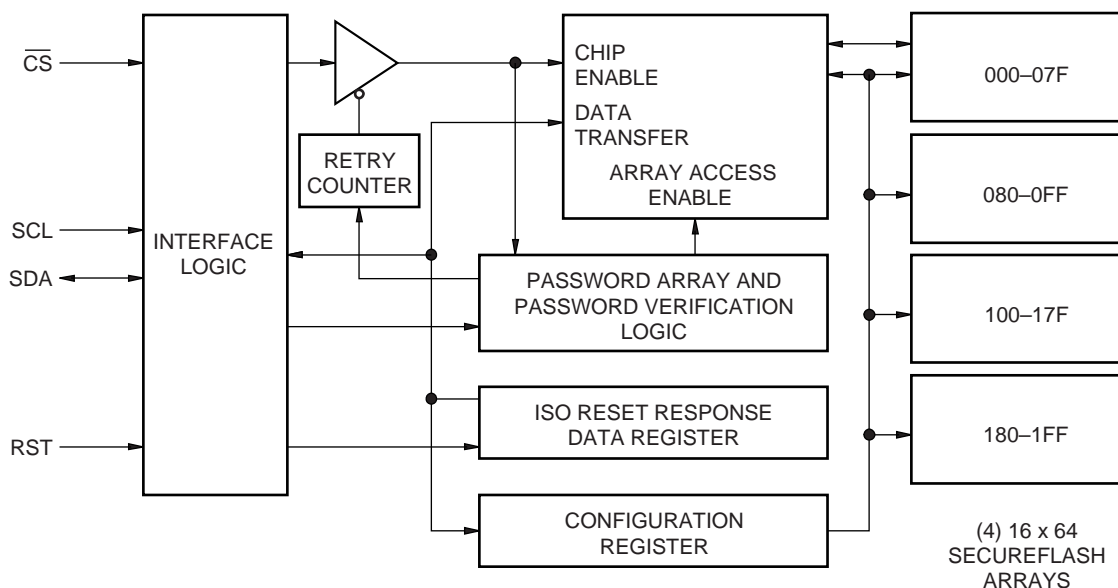 CS
SCL
SDA
RST
INTERFACE
LOGIC
RETRY
COUNTER
CHIP
ENABLE
DATA
TRANSFER
ARRAY ACCESS
ENABLE
PASSWORD ARRAY AND
PASSWORD VERIFICATION
LOGIC
ISO RESET RESPONSE
DATA REGISTER
CONFIGURATION
REGISTER
000–07F
080–0FF
100–17F
180–1FF
(4) 16 x 64
SECUREFLASH
ARRAYS